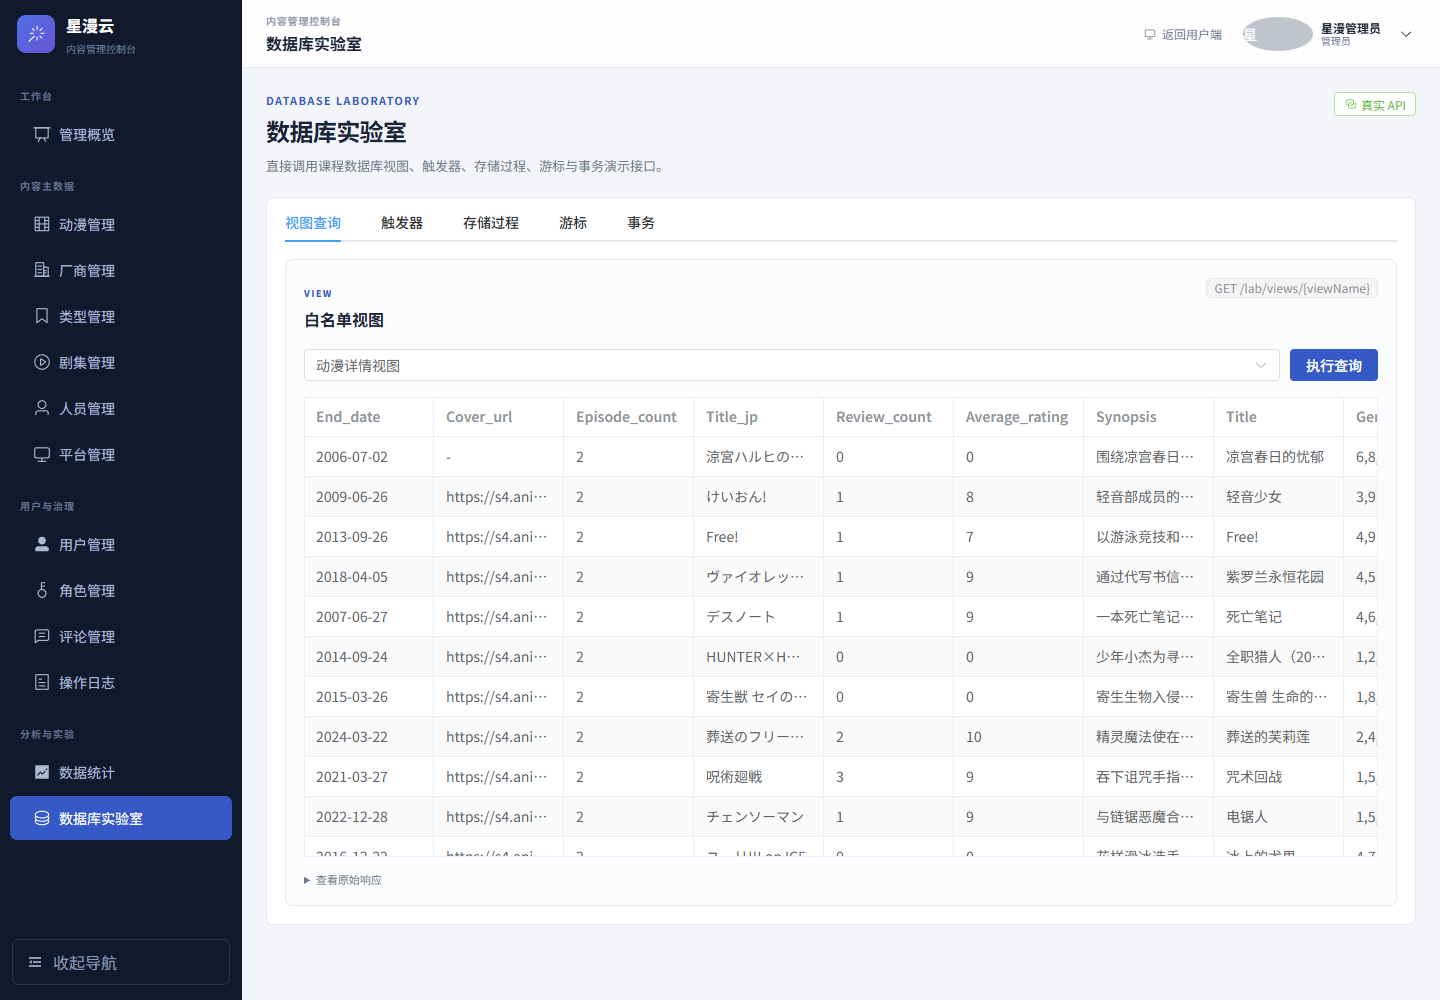 星漫云
内容管理控制台
工作台
管理概览
内容主数据
动漫管理
厂商管理
类型管理
剧集管理
人员管理
平台管理
用户与治理
用户管理
角色管理
评论管理
操作日志
分析与实验
数据统计
数据库实验室
收起导航
内容管理控制台
数据库实验室
返回用户端
星
星漫管理员
管理员
DATABASE LABORATORY
数据库实验室
直接调用课程数据库视图、触发器、存储过程、游标与事务演示接口。
真实 API
视图查询 触发器 存储过程 游标 事务
VIEW
白名单视图
GET /lab/views/{viewName}
动漫详情视图
执行查询
End_date Cover_url Episode_count Title_jp Review_count Average_rating Synopsis Title Ger
2006-07-02 - 2 涼宮ハルヒの… 0 0 围绕凉宫春日… 凉宫春日的忧郁 6,8,
2009-06-26 https://s4.ani… 2 けいおん! 1 8 轻音部成员的… 轻音少女 3,9
2013-09-26 https://s4.ani… 2 Free! 1 7 以游泳竞技和… Free! 4,9
2018-04-05 https://s4.ani… 2 ヴァイオレッ… 1 9 通过代写书信… 紫罗兰永恒花园 4,5
2007-06-27 https://s4.ani… 2 デスノート 1 9 一本死亡笔记… 死亡笔记 4,6,
2014-09-24 https://s4.ani… 2 HUNTER×H… 0 0 少年小杰为寻… 全职猎人（20… 1,2,
2015-03-26 https://s4.ani… 2 寄生獣 セイの… 0 0 寄生生物入侵… 寄生兽 生命的… 1,8,
2024-03-22 https://s4.ani… 2 葬送のフリー… 2 10 精灵魔法使在… 葬送的芙莉莲 2,4,
2021-03-27 https://s4.ani… 2 呪術廻戦 3 9 吞下诅咒手指… 咒术回战 1,5,
2022-12-28 https://s4.ani… 2 チェンソーマン 1 9 与链锯恶魔合… 电锯人 1,5,
查看原始响应